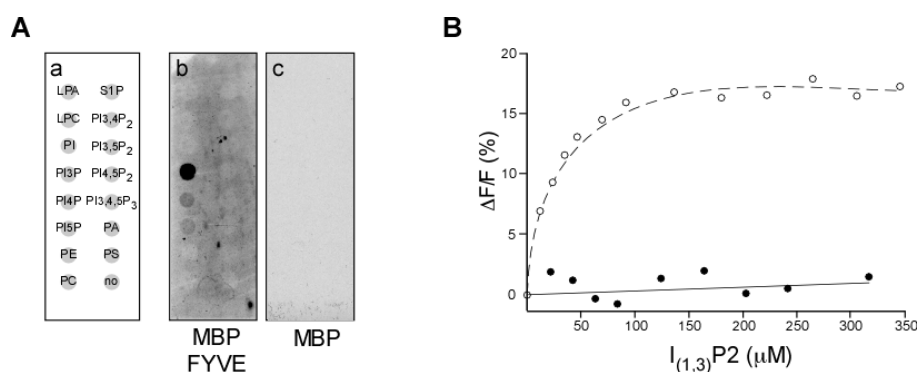 A
a
LPA S1P
LPC PI3,4P2
PI PI3,5P2
PI3P PI4,5P2
PI4P PI3,4,5P3
PI5P PA
PE PS
PC no
b
MBP
FYVE
c
MBP
B
20
15
10
5
0
ΔF/F (%)
50 100 150 200 250 300 350
I(1,3)P2 (μM)